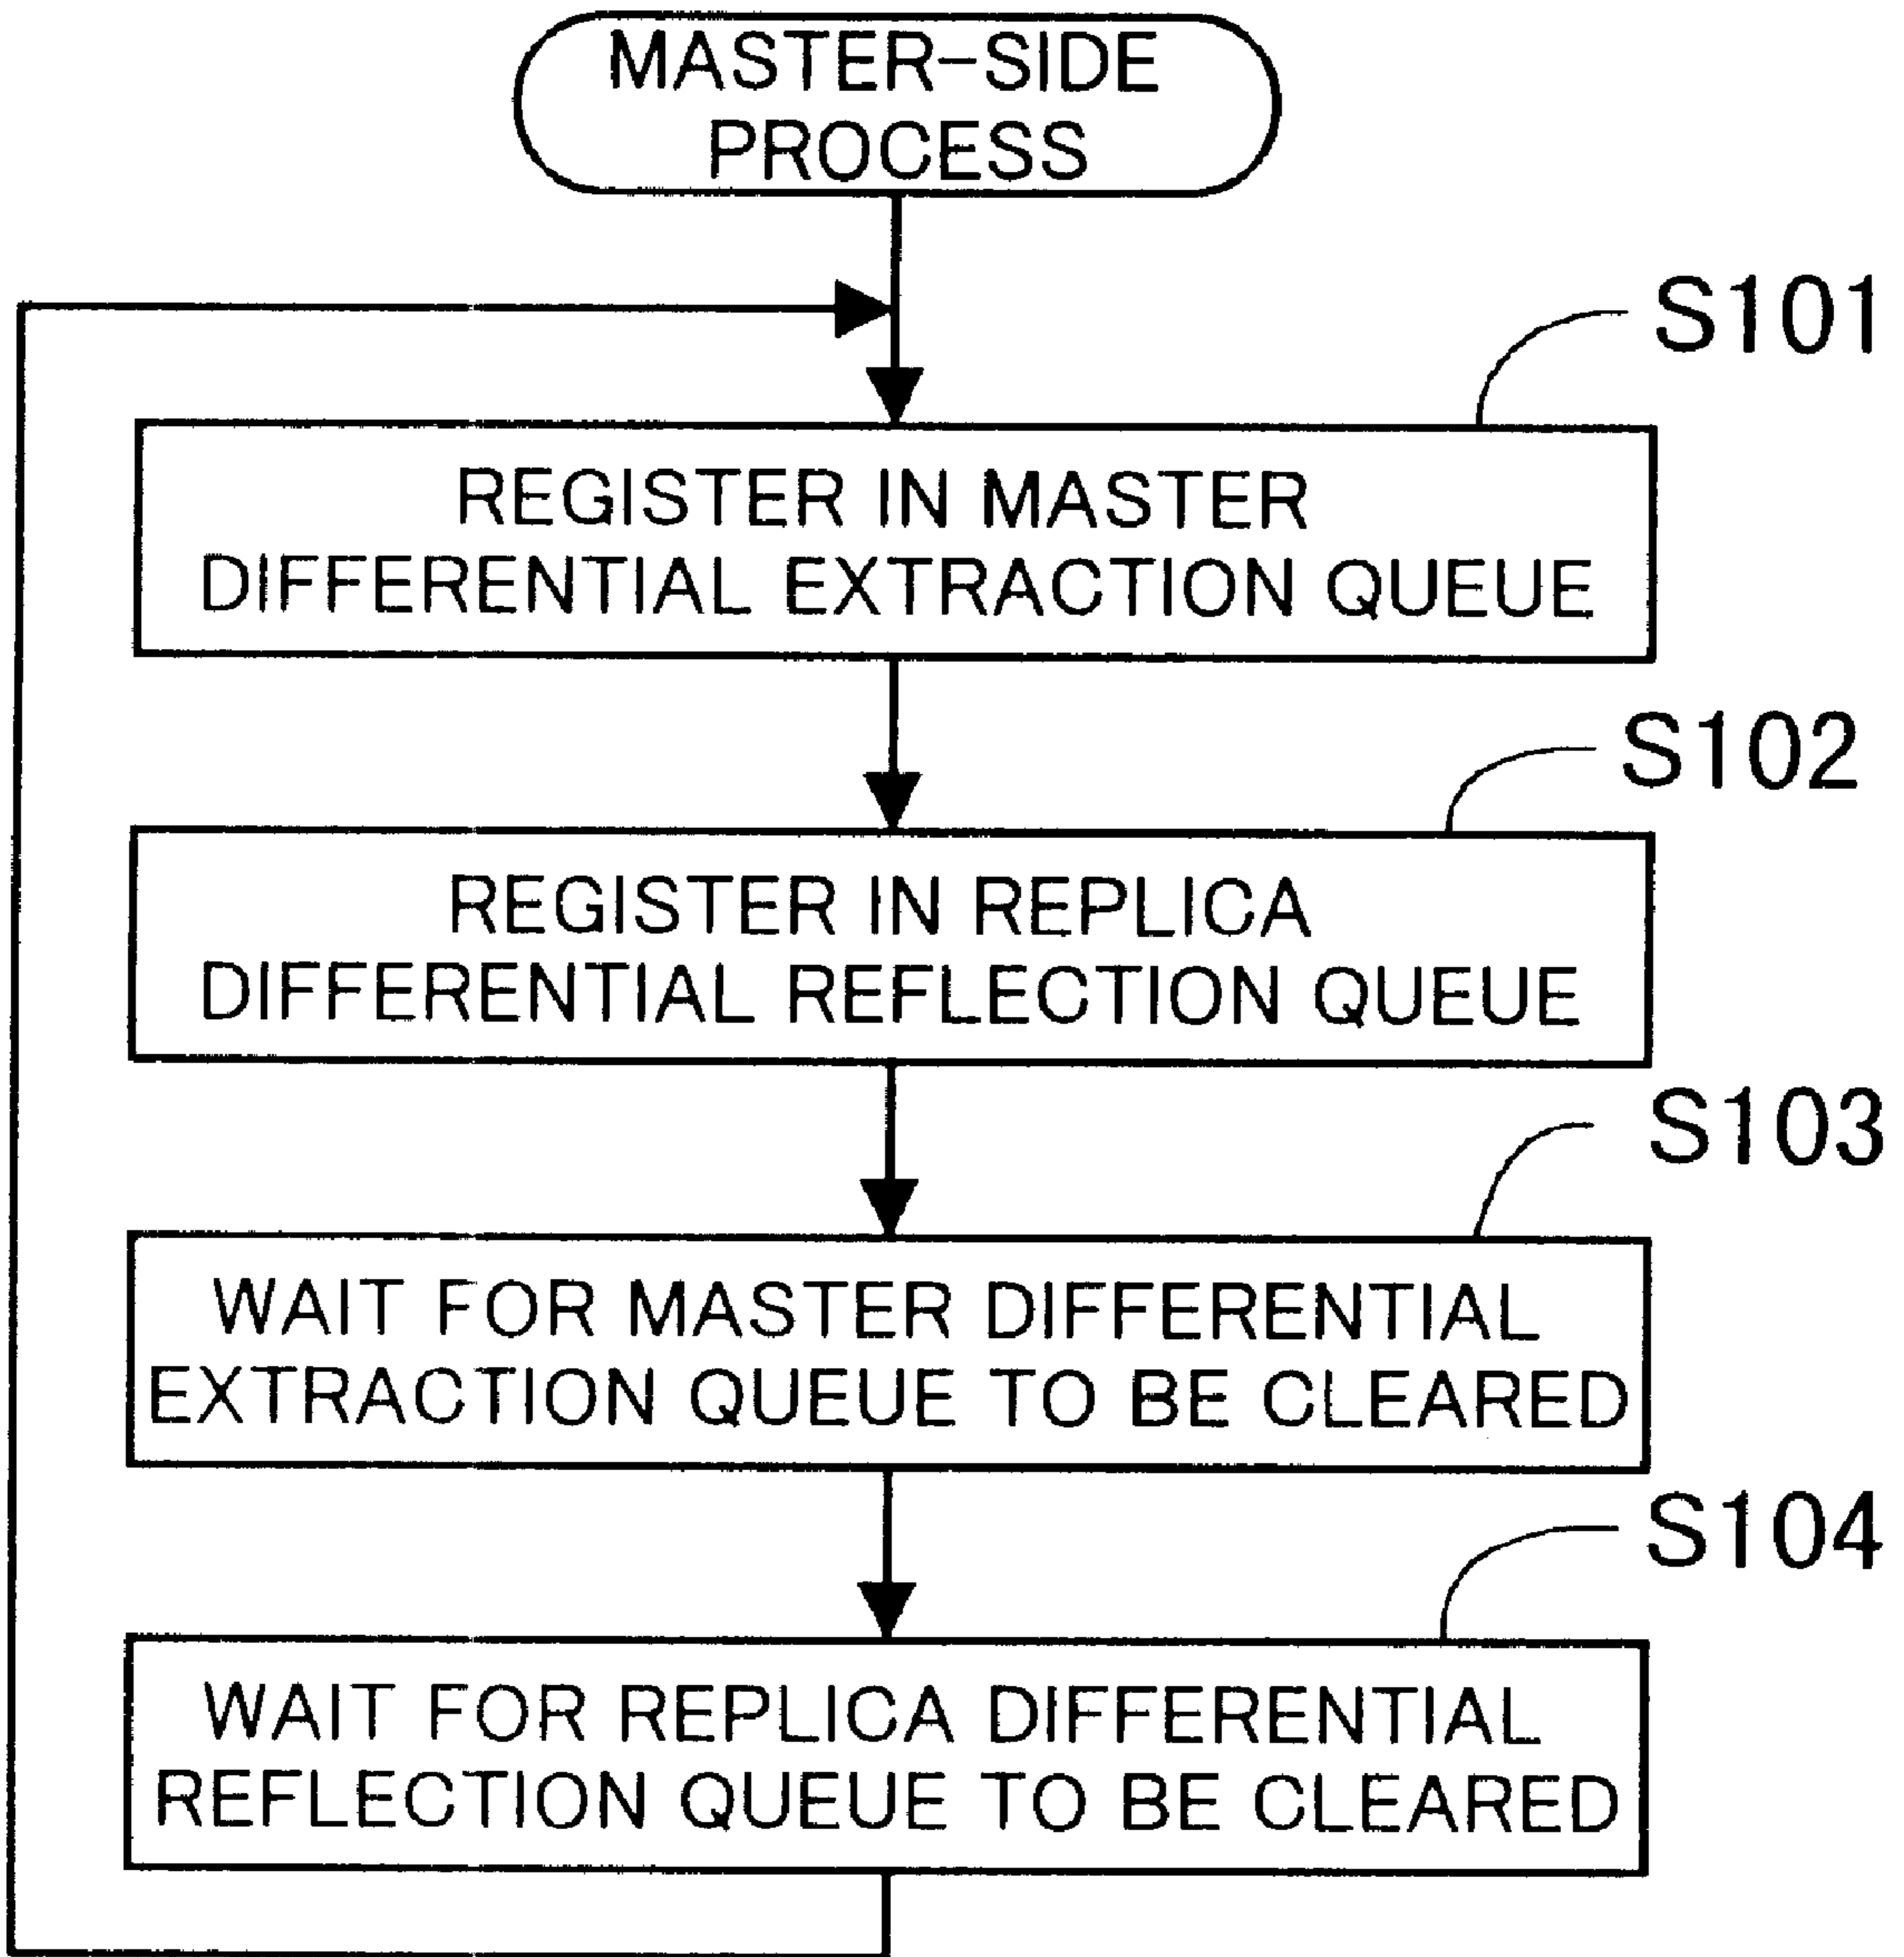 MASTER-SIDE
PROCESS
S101
REGISTER IN MASTER
DIFFERENTIAL EXTRACTION QUEUE
S102
REGISTER IN REPLICA
DIFFERENTIAL REFLECTION QUEUE
S103
WAIT FOR MASTER DIFFERENTIAL
EXTRACTION QUEUE TO BE CLEARED
S104
WAIT FOR REPLICA DIFFERENTIAL
REFLECTION QUEUE TO BE CLEARED